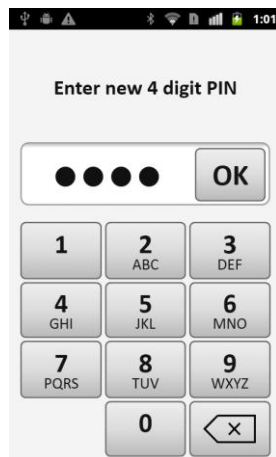 1:01
Enter new 4 digit PIN
OK
1 2 3
ABC DEF
4 5 6
GHI JKL MNO
7 8 9
PQRS TUV WXYZ
0